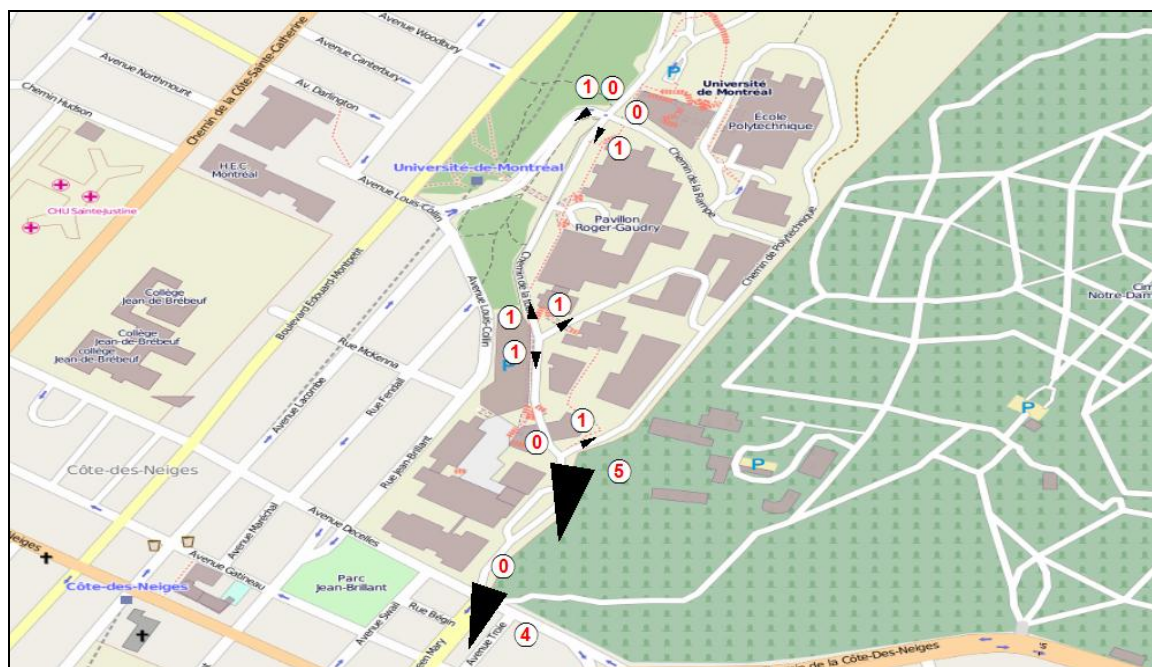 Avenue Woodbury
Avenue Canterbury
Avenue Northmount
Av. Darlington
Chemin Hudson
Chemin de la Côte-Sainte-Catherine
P
Université
de Montréal
École
Polytechnique
1
0
0
1
H.E.C.
Montréal
Université-de-Montréal
Avenue Louis-Colin
CHU Sainte-Justine
Chemin de la Rampe
Pavillon
Roger-Gaudry
Chemin de Polytechnique
Boulevard Édouard-Montpetit
Avenue Louis-Colin
Collège
Jean-de-Brébeuf
Collège
Jean-de-Brébeuf
collège
Jean-de-Brébeuf
Notre-Dam
1
1
1
P
Rue McKenna
Avenue Lacombe
Rue Fendall
1
0
5
P
P
Côte-des-Neiges
Rue Jean-Brillant
Avenue Maréchal
Avenue Decelles
Avenue Gatineau
Neiges
Côte-des-Neiges
Parc
Jean-Brillant
Avenue Swail
Rue Bégin
0
4
Avenue Troie
een Mary
Chemin de la Côte-Des-Neiges